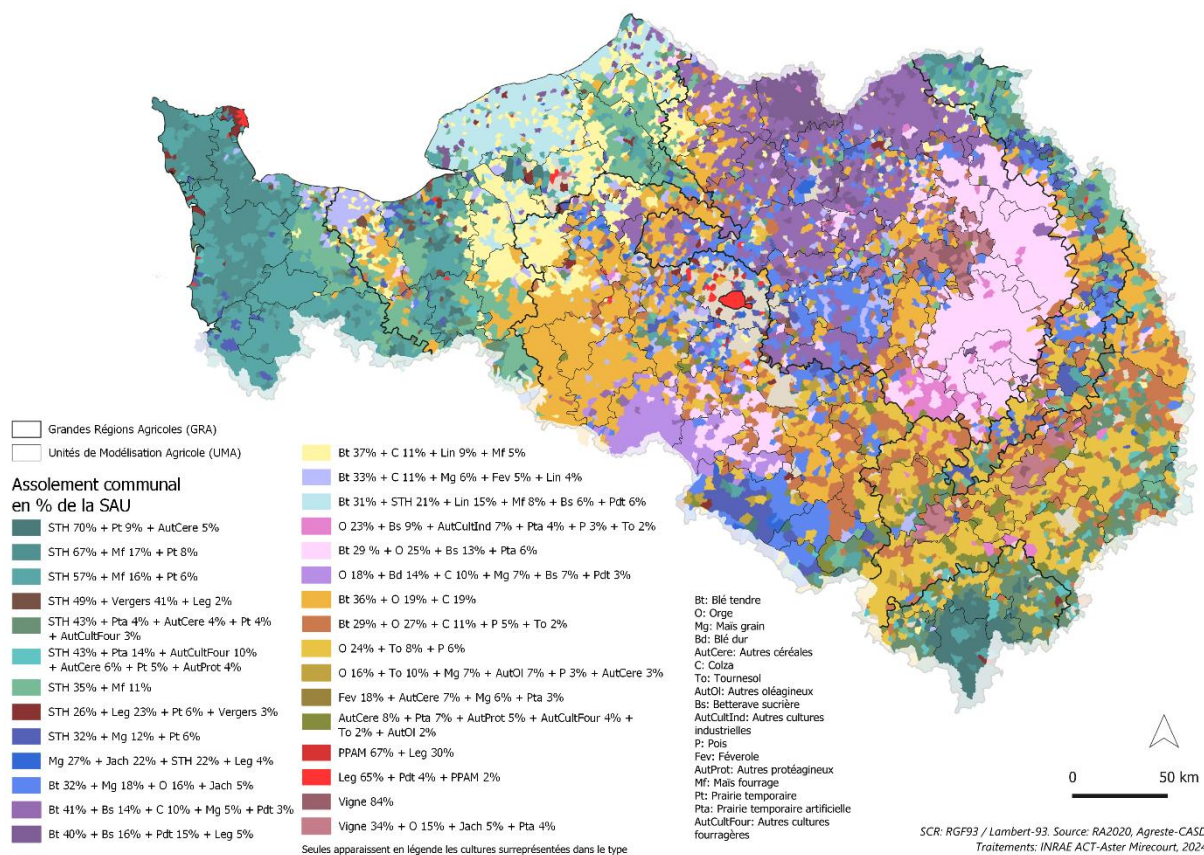 Grandes Régions Agricoles (GRA)
Unités de Modélisation Agricole (UMA)
Assolement communal
en % de la SAU
STH 70% + Pt 9% + AutCere 5%
STH 67% + Mf 17% + Pt 8%
STH 57% + Mf 16% + Pt 6%
STH 49% + Vergers 41% + Leg 2%
STH 43% + Pta 4% + AutCere 4% + Pt 4%
+ AutCultFour 3%
STH 43% + Pta 14% + AutCultFour 10%
+ AutCere 6% + Pt 5% + AutProt 4%
STH 35% + Mf 11%
STH 26% + Leg 23% + Pt 6% + Vergers 3%
STH 32% + Mg 12% + Pt 6%
Mg 27% + Jach 22% + STH 22% + Leg 4%
Bt 32% + Mg 18% + O 16% + Jach 5%
Bt 41% + Bs 14% + C 10% + Mg 5% + Pdt 3%
Bt 40% + Bs 16% + Pdt 15% + Leg 5%
Bt 37% + C 11% + Lin 9% + Mf 5%
Bt 33% + C 11% + Mg 6% + Fev 5% + Lin 4%
Bt 31% + STH 21% + Lin 15% + Mf 8% + Bs 6% + Pdt 6%
O 23% + Bs 9% + AutCultInd 7% + Pta 4% + P 3% + To 2%
Bt 29 % + O 25% + Bs 13% + Pta 6%
O 18% + Bd 14% + C 10% + Mg 7% + Bs 7% + Pdt 3%
Bt 36% + O 19% + C 19%
Bt 29% + O 27% + C 11% + P 5% + To 2%
O 24% + To 8% + P 6%
O 16% + To 10% + Mg 7% + AutOl 7% + P 3% + AutCere 3%
Fev 18% + AutCere 7% + Mg 6% + Pta 3%
AutCere 8% + Pta 7% + AutProt 5% + AutCultFour 4% +
To 2% + AutOl 2%
PPAM 67% + Leg 30%
Leg 65% + Pdt 4% + PPAM 2%
Vigne 84%
Vigne 34% + O 15% + Jach 5% + Pta 4%
Seules apparaissent en légende les cultures surreprésentées dans le type
Bt: Blé tendre
O: Orge
Mg: Maïs grain
Bd: Blé dur
AutCere: Autres céréales
C: Colza
To: Tournesol
AutOl: Autres oléagineux
Bs: Betterave sucrière
AutCultInd: Autres cultures
industrielles
P: Pois
Fev: Féverole
AutProt: Autres protéagineux
Mf: Maïs fourrage
Pt: Prairie temporaire
Pta: Prairie temporaire artificielle
AutCultFour: Autres cultures
fourragères
0 50 km
SCR: RGF93 / Lambert-93. Source: RA2020, Agreste-CASD
Traitements: INRAE ACT-Aster Mirecourt,